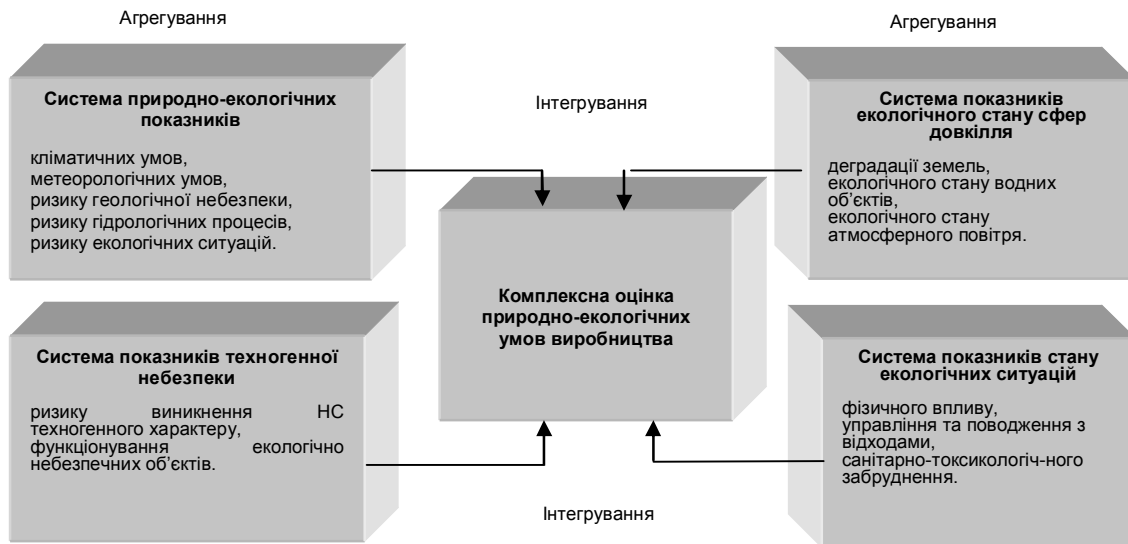 Агрегування
Агрегування
Система природно-екологічних
показників
кліматичних умов,
метеорологічних умов,
ризику геологічної небезпеки,
ризику гідрологічних процесів,
ризику екологічних ситуацій.
Інтегрування
Система показників
екологічного стану сфер
довкілля
деградації земель,
екологічного стану водних
об’єктів,
екологічного стану
атмосферного повітря.
Комплексна оцінка
природно-екологічних
умов виробництва
Система показників техногенної
небезпеки
ризику виникнення НС
техногенного характеру,
функціонування екологічно
небезпечних об’єктів.
Система показників стану
екологічних ситуацій
фізичного впливу,
управління та поводження з
відходами,
санітарно-токсикологіч-ного
забруднення.
Інтегрування